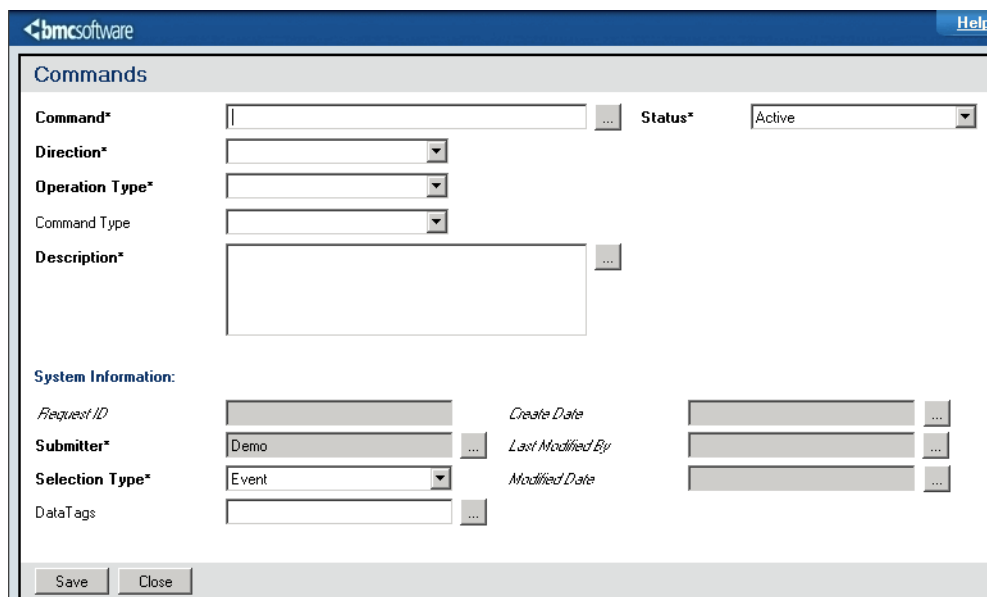 bmcsoftware
Help
Commands
Command*
...
Status*
Active
Direction*
Operation Type*
Command Type
Description*
...
System Information:
Request ID
Create Date
...
Submitter*
Demo
...
Last Modified By
...
Selection Type*
Event
Modified Date
...
DataTags
...
Save
Close